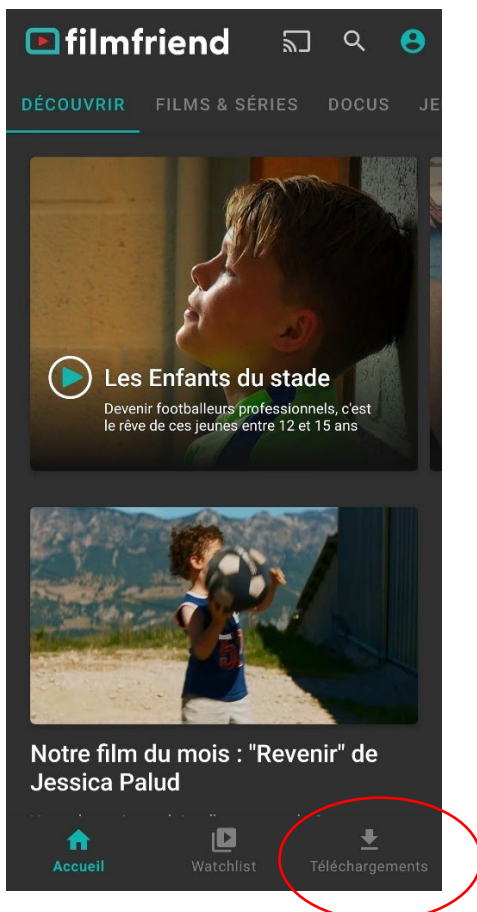 filmfriend
DÉCOUVRIR FILMS & SÉRIES DOCUS JE
Les Enfants du stade
Devenir footballeurs professionnels, c'est
le rêve de ces jeunes entre 12 et 15 ans
Notre film du mois : "Revenir" de
Jessica Palud
Accueil Watchlist Téléchargements